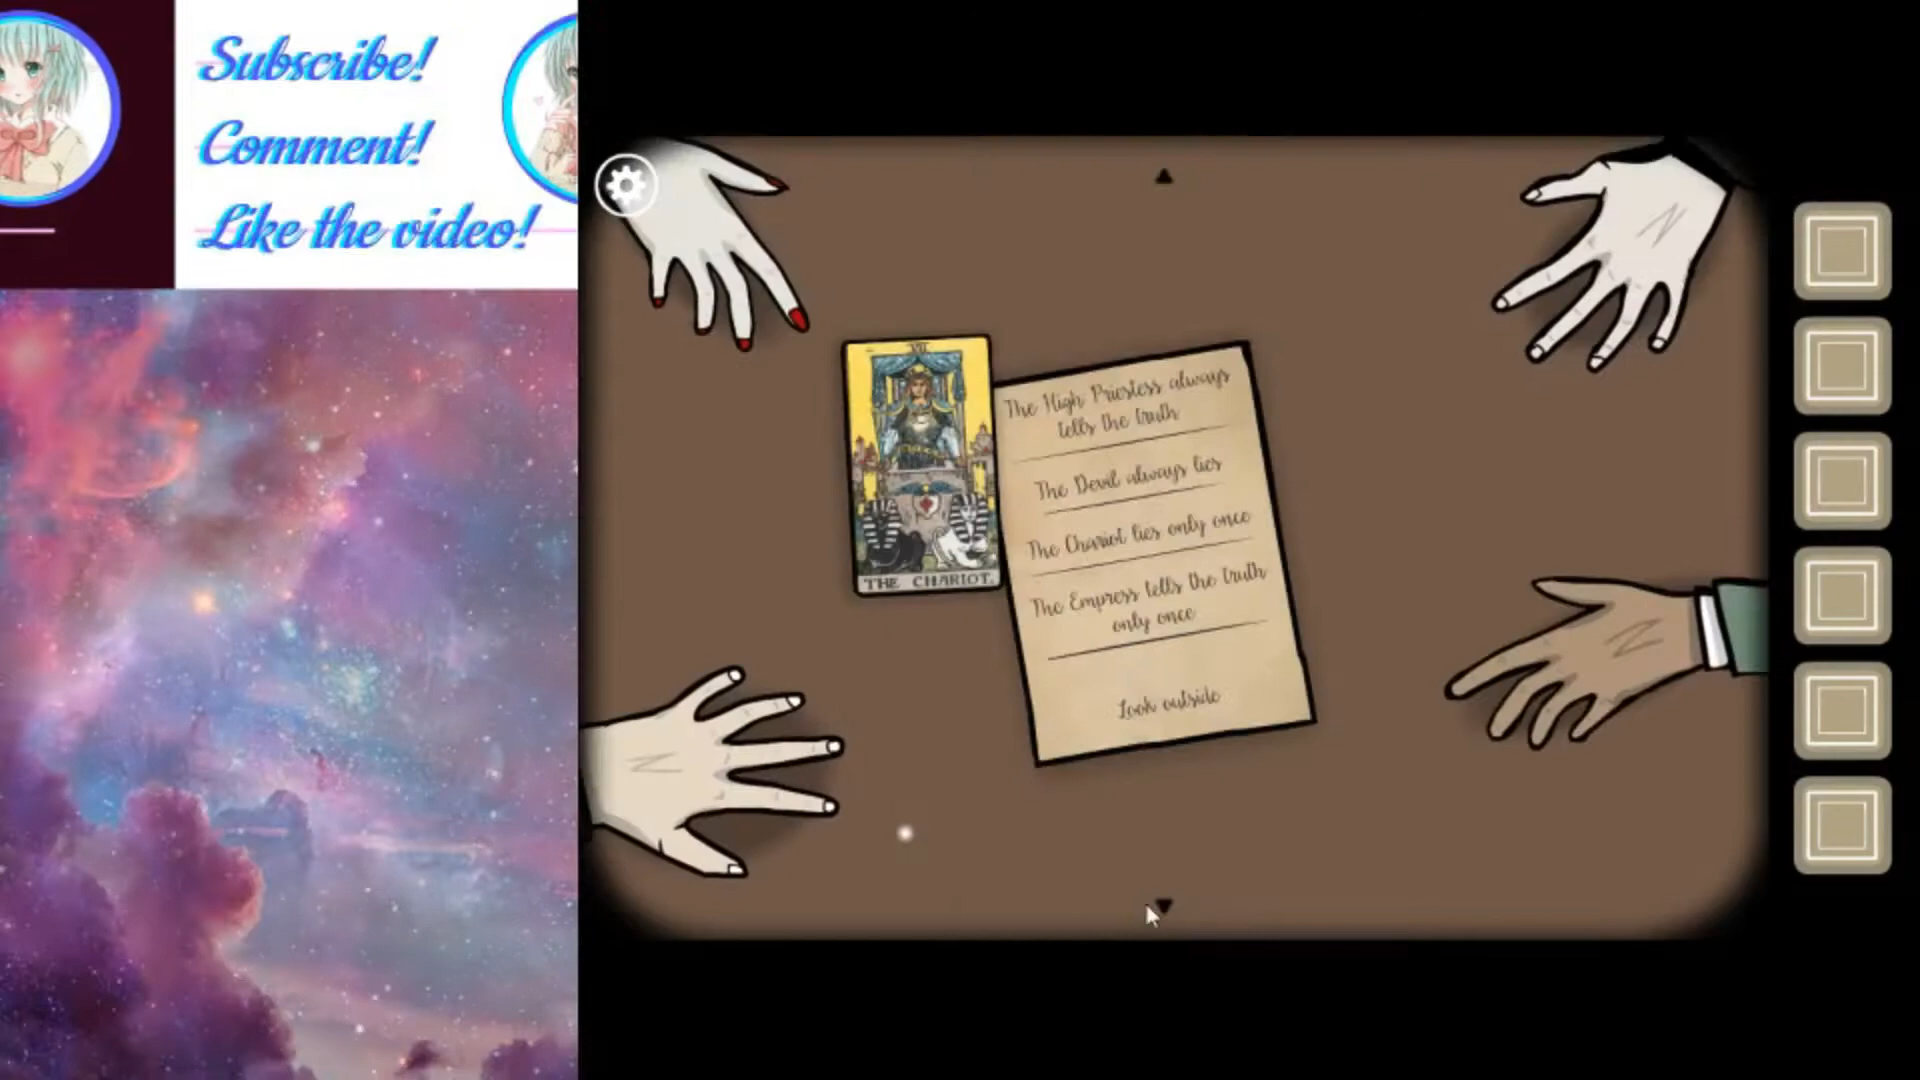 Subscribe!
Comment!
Like the video!
VII
THE CHARIOT.
The High Priestess always
tells the truth
The Devil always lies
The Chariot lies only once
The Empress tells the truth
only once
Look outside